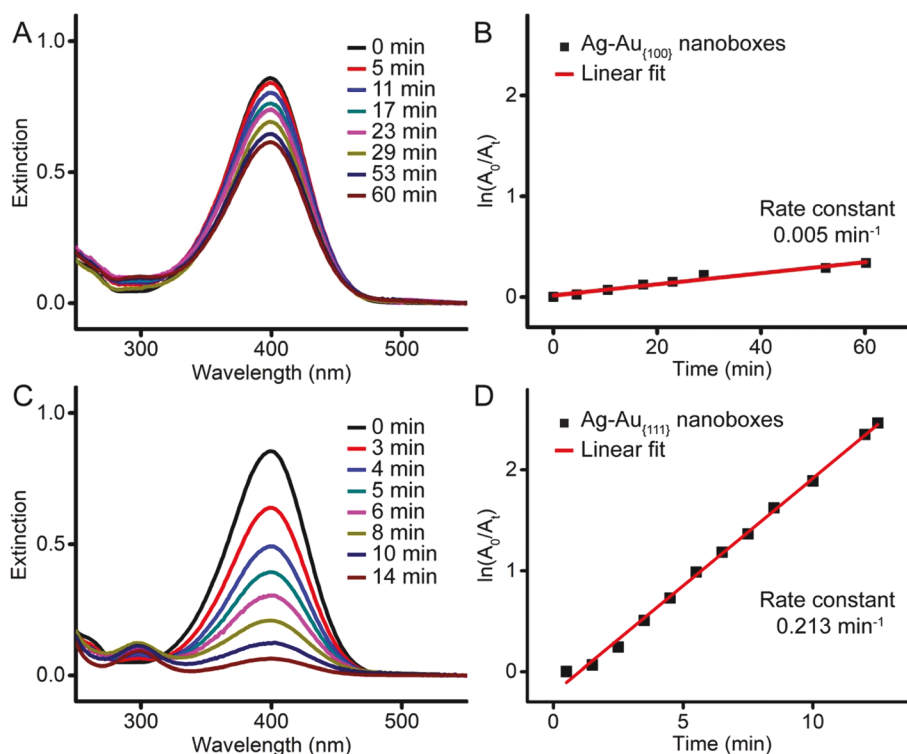 A
1.0
0.5
0.0
Extinction
300
400
500
Wavelength (nm)
0 min
5 min
11 min
17 min
23 min
29 min
53 min
60 min
B
Ag-Au{100} nanoboxes
Linear fit
2
1
0
ln(A0/At)
Rate constant
0.005 min-1
0
20
40
60
Time (min)
C
1.0
0.5
0.0
Extinction
300
400
500
Wavelength (nm)
0 min
3 min
4 min
5 min
6 min
8 min
10 min
14 min
D
Ag-Au{111} nanoboxes
Linear fit
2
1
0
ln(A0/At)
Rate constant
0.213 min-1
0
5
10
Time (min)